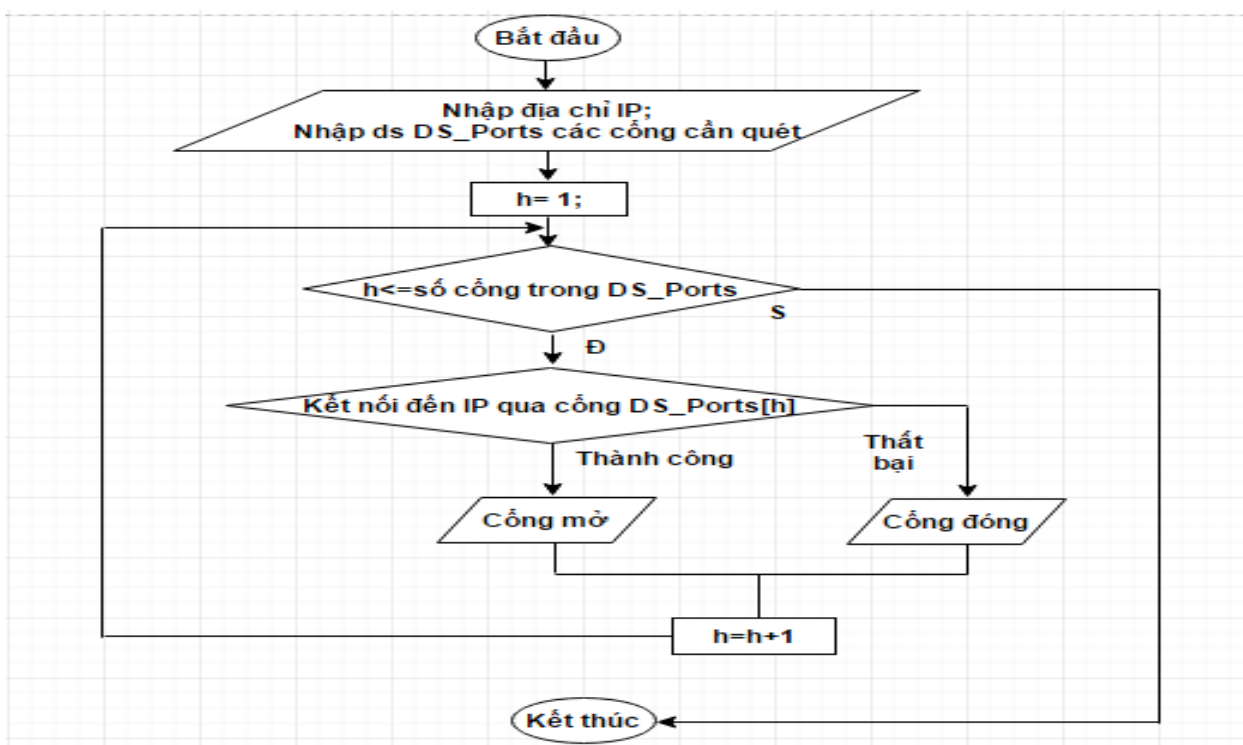 Bắt đầu
Nhập địa chỉ IP;
Nhập ds DS_Ports các cổng cần quét
h= 1;
h<=số cổng trong DS_Ports
S
Đ
Kết nối đến IP qua cổng DS_Ports[h]
Thành công
Thất
bại
Cổng mở
Cổng đóng
h=h+1
Kết thúc